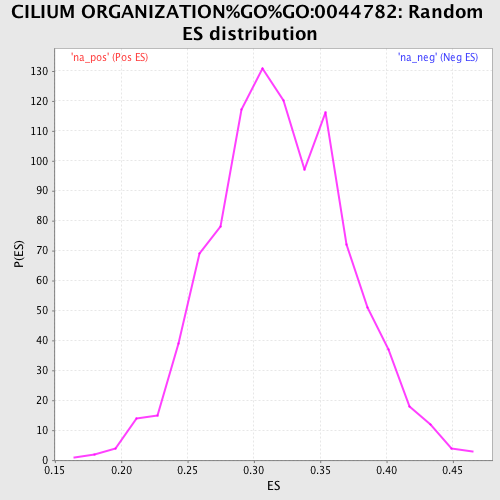 CILIUM ORGANIZATION%GO%GO:0044782: Random
ES distribution
'na_pos' (Pos ES)
'na_neg' (Neg ES)
130
120
110
100
90
80
70
60
50
40
30
20
10
0
P(ES)
0.15 0.20 0.25 0.30 0.35 0.40 0.45
ES